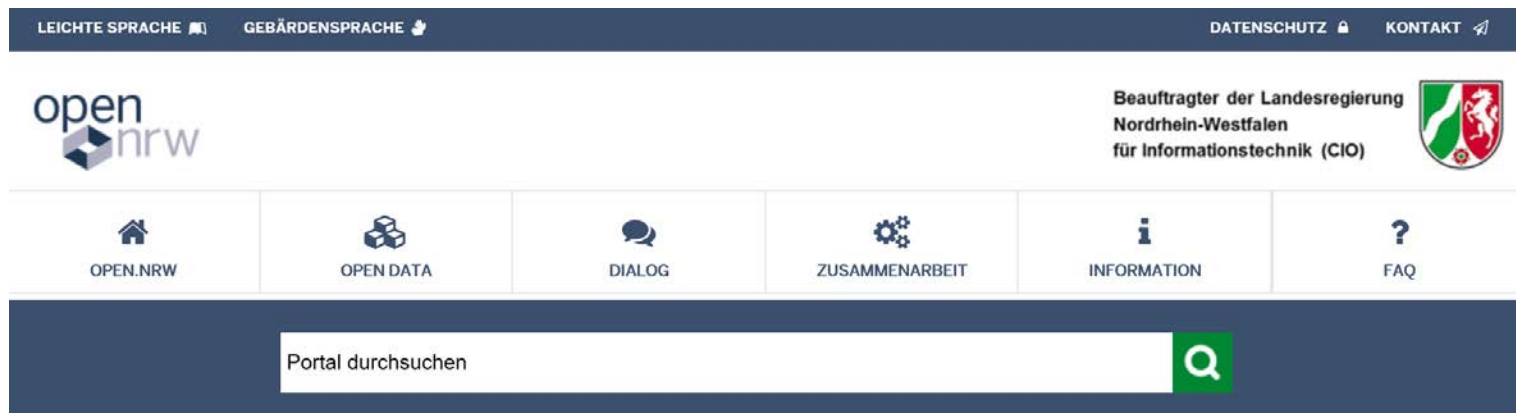 LEICHTE SPRACHE
GEBÄRDENSPRACHE
DATENSCHUTZ
KONTAKT
open
nrw
Beauftragter der Landesregierung
Nordrhein-Westfalen
für Informationstechnik (CIO)
OPEN.NRW
OPEN DATA
DIALOG
ZUSAMMENARBEIT
INFORMATION
FAQ
Portal durchsuchen